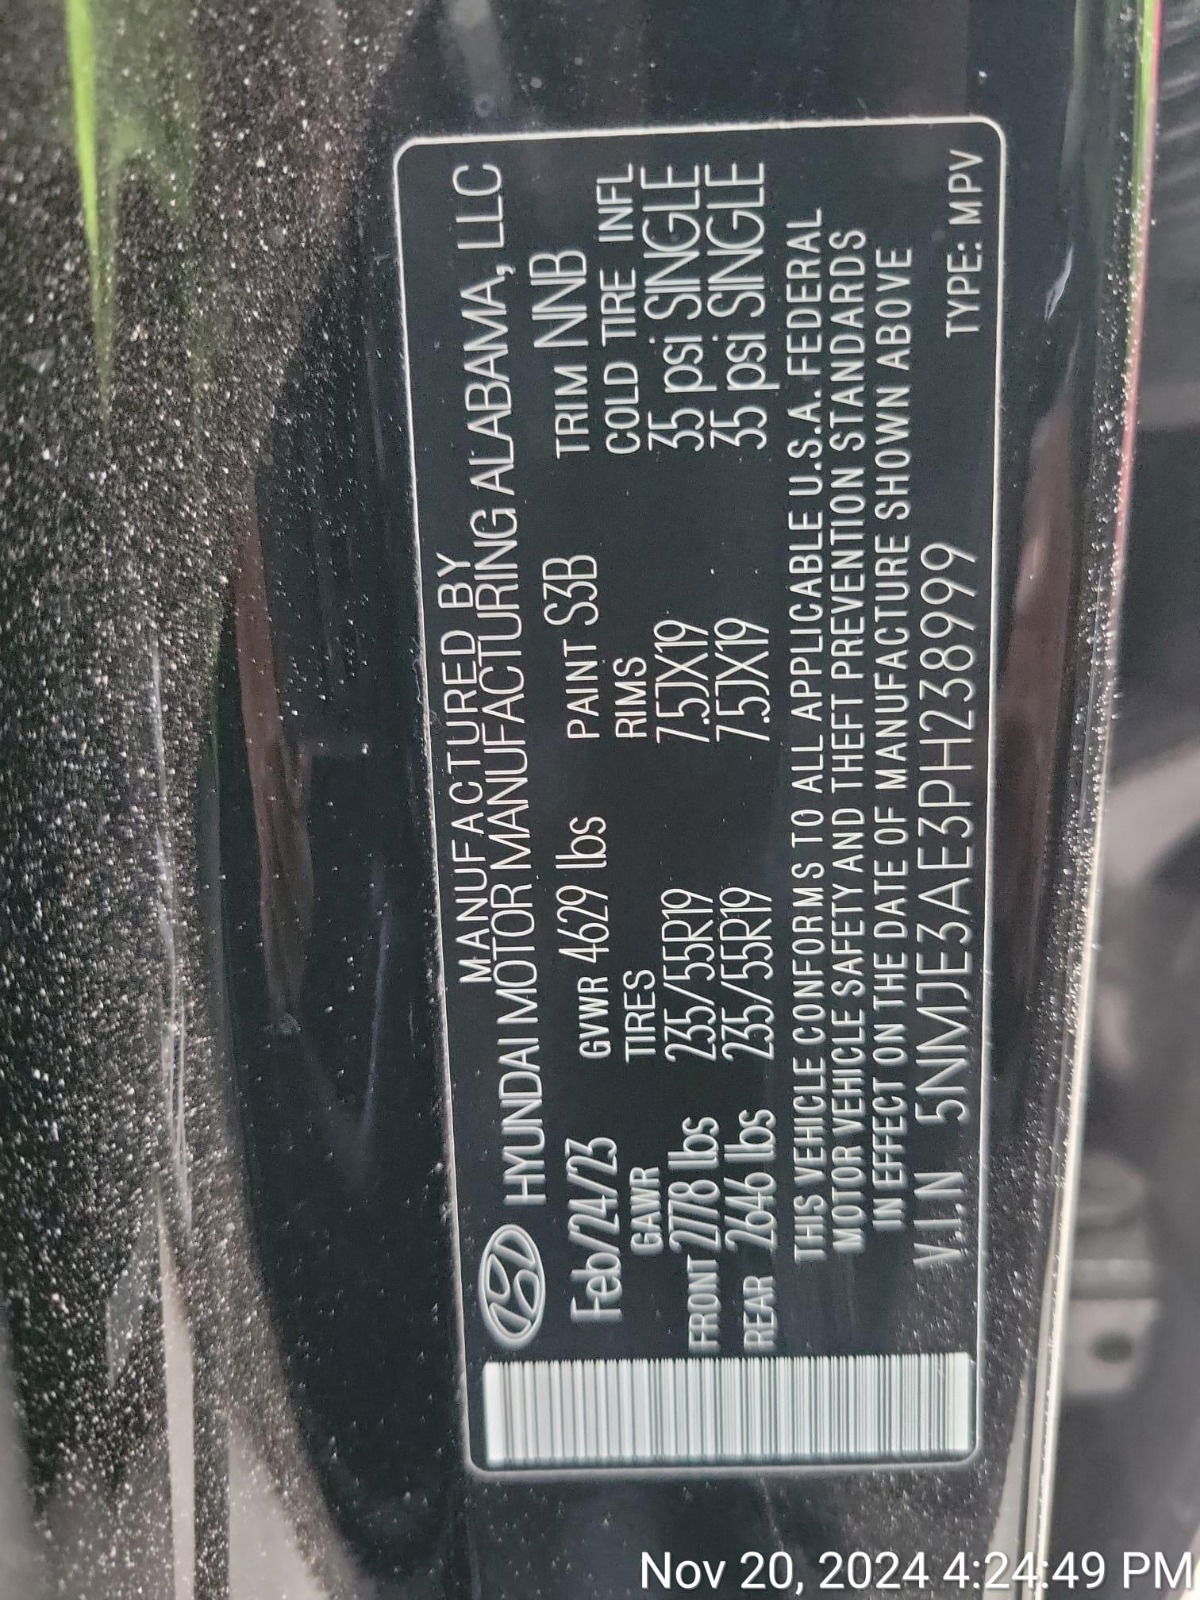 MANUFACTURED BY
HYUNDAI MOTOR MANUFACTURING ALABAMA, LLC
Feb/24/23 GVWR 4629 lbs PAINT S3B TRIM NNB
GAWR TIRES RIMS COLD TIRE INFL
FRONT 2778 lbs 235/55R19 7.5JX19 35 psi SINGLE
REAR 2646 lbs 235/55R19 7.5JX19 35 psi SINGLE
THIS VEHICLE CONFORMS TO ALL APPLICABLE U.S.A. FEDERAL
MOTOR VEHICLE SAFETY AND THEFT PREVENTION STANDARDS
IN EFFECT ON THE DATE OF MANUFACTURE SHOWN ABOVE
V.I.N 5NMJE3AE3PH238999 TYPE: MPV
Nov 20, 2024 4:24:49 PM